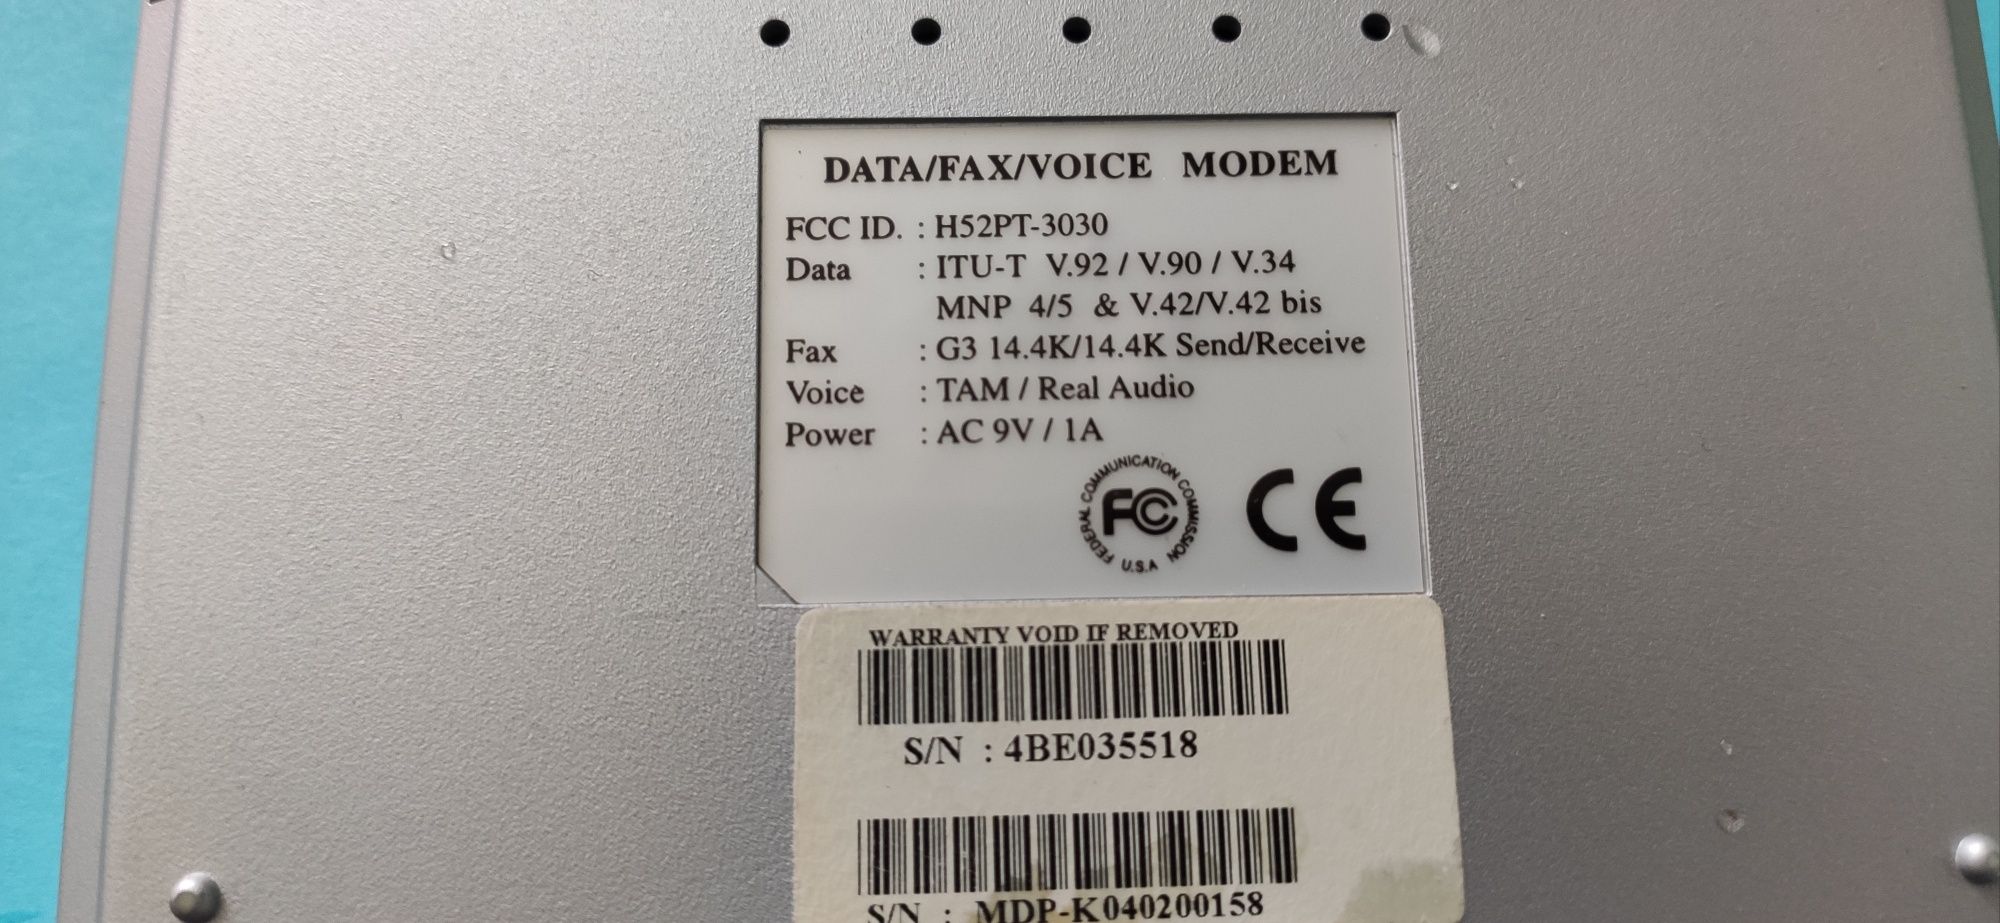 DATA/FAX/VOICE MODEM
FCC ID. : H52PT-3030
Data : ITU-T V.92 / V.90 / V.34
MNP 4/5 & V.42/V.42 bis
Fax : G3 14.4K/14.4K Send/Receive
Voice : TAM / Real Audio
Power : AC 9V / 1A
FEDERAL COMMUNICATION COMMISSION
FC
U.S.A
CE
WARRANTY VOID IF REMOVED
S/N : 4BE035518
S/N : MDP-K040200158